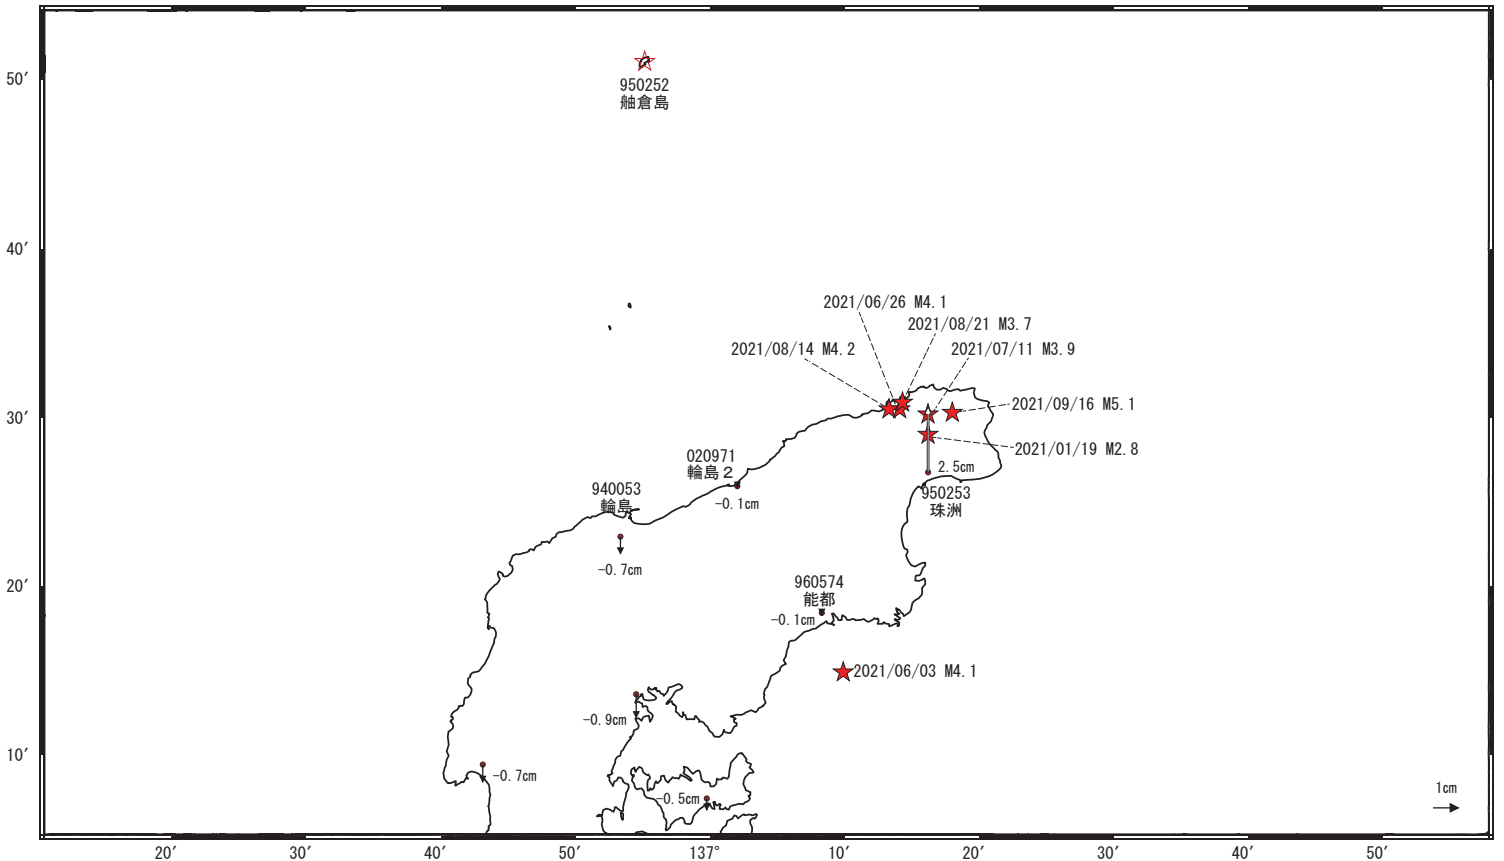 50′
950252
舳倉島
40′
2021/06/26 M4.1
2021/08/21 M3.7
2021/08/14 M4.2
2021/07/11 M3.9
30′
2021/09/16 M5.1
2021/01/19 M2.8
020971
輪島２
2.5cm
940053
輪島
-0.1cm
950253
珠洲
-0.7cm
20′
960574
能都
-0.1cm
2021/06/03 M4.1
-0.9cm
10′
-0.7cm
-0.5cm
1cm
20′
30′
40′
50′
137°
10′
20′
30′
40′
50′